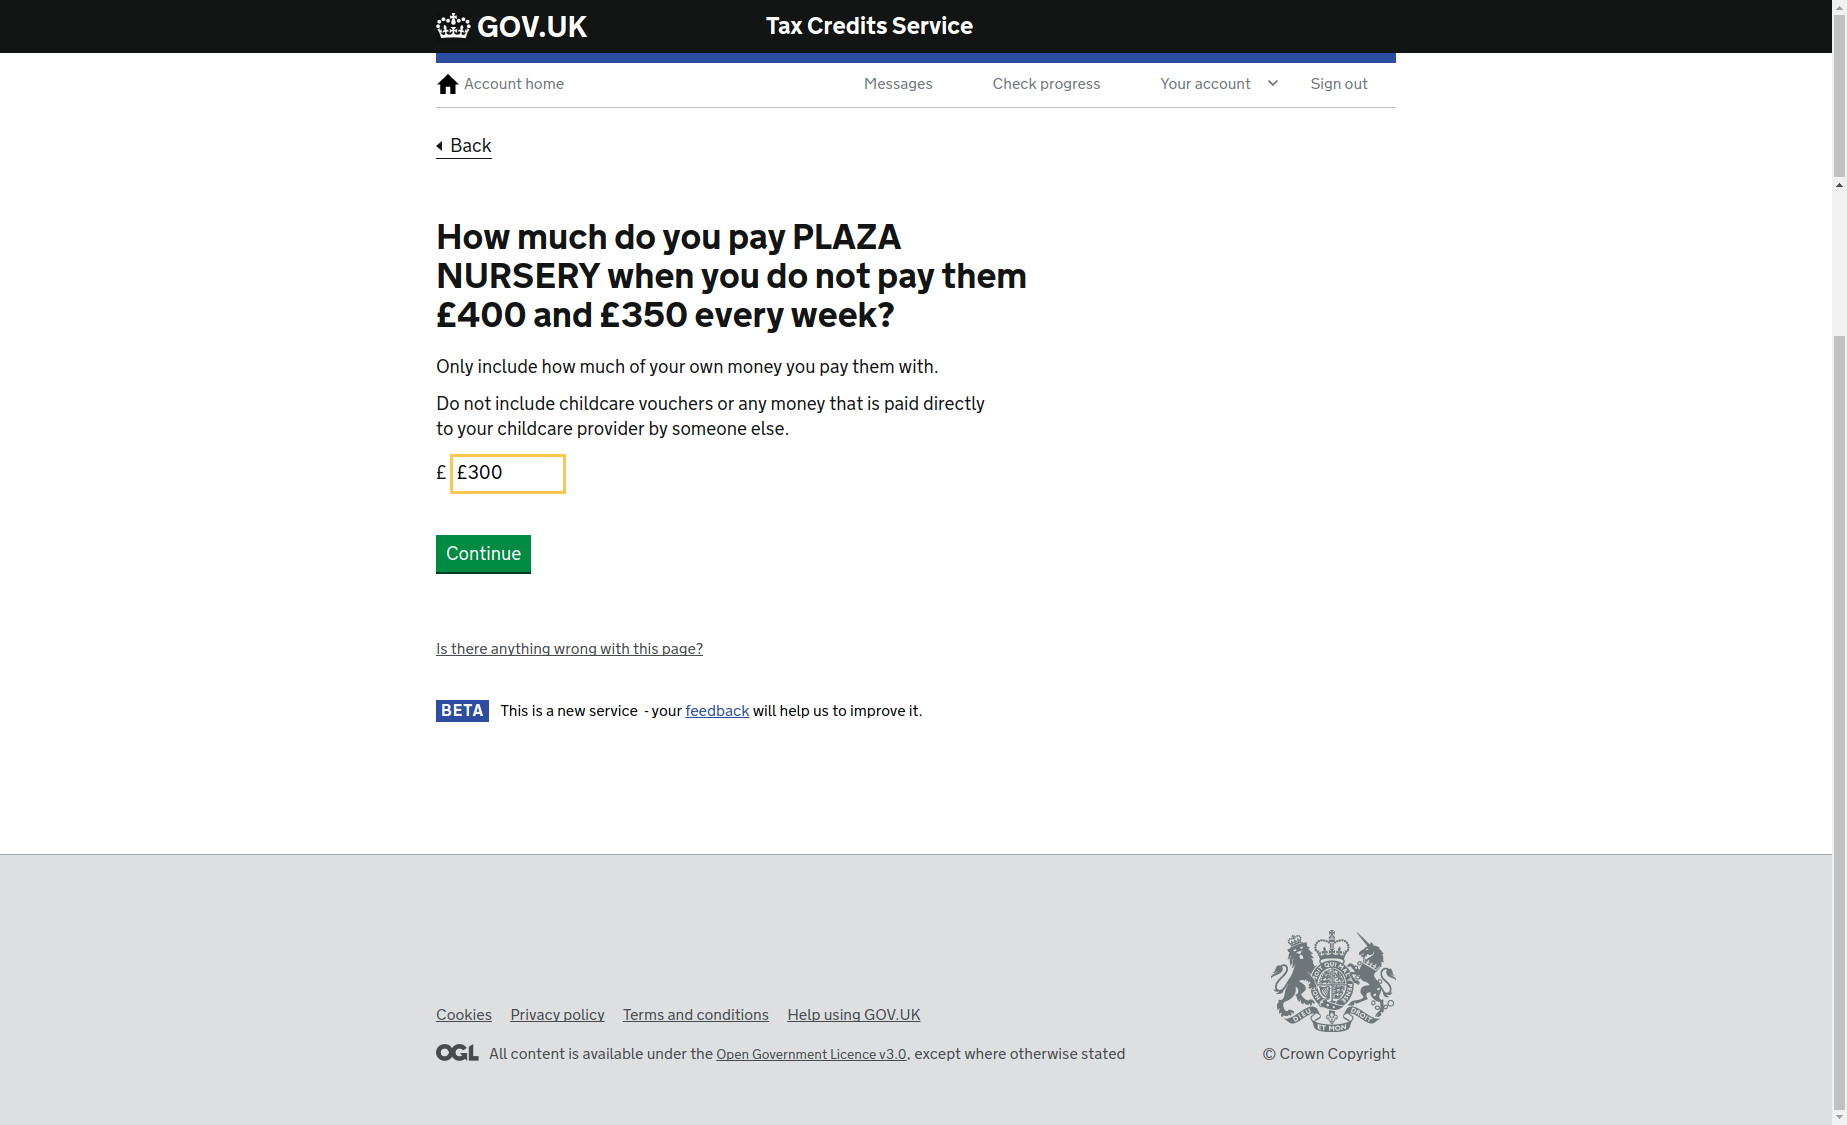 GOV.UK
Tax Credits Service
Account home
Messages
Check progress
Your account
Sign out
Back
How much do you pay PLAZA
NURSERY when you do not pay them
£400 and £350 every week?
Only include how much of your own money you pay them with.
Do not include childcare vouchers or any money that is paid directly
to your childcare provider by someone else.
£ £300
Continue
Is there anything wrong with this page?
BETA This is a new service - your feedback will help us to improve it.
Cookies Privacy policy Terms and conditions Help using GOV.UK
OGL All content is available under the Open Government Licence v3.0, except where otherwise stated
DIEU ET MON DROIT
© Crown Copyright